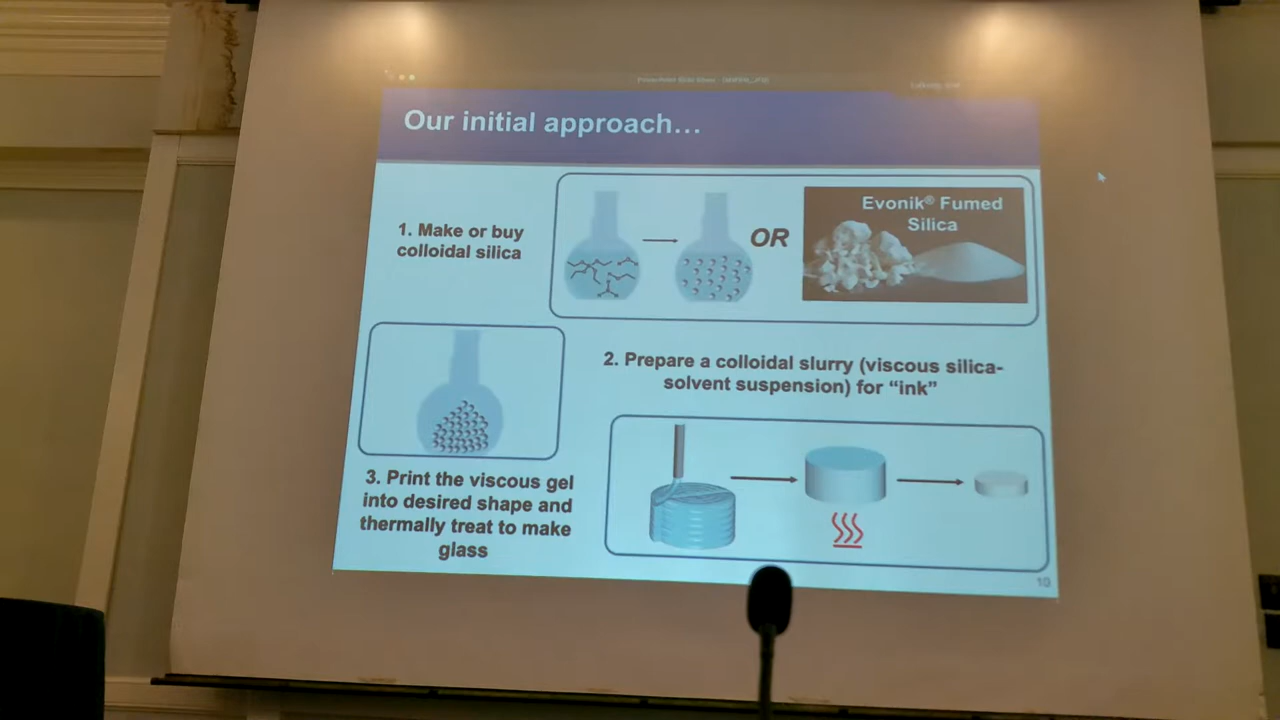 Our initial approach…
1. Make or buy
colloidal silica
OR
Evonik® Fumed
Silica
2. Prepare a colloidal slurry (viscous silica-
solvent suspension) for “ink”
3. Print the viscous gel
into desired shape and
thermally treat to make
glass
10